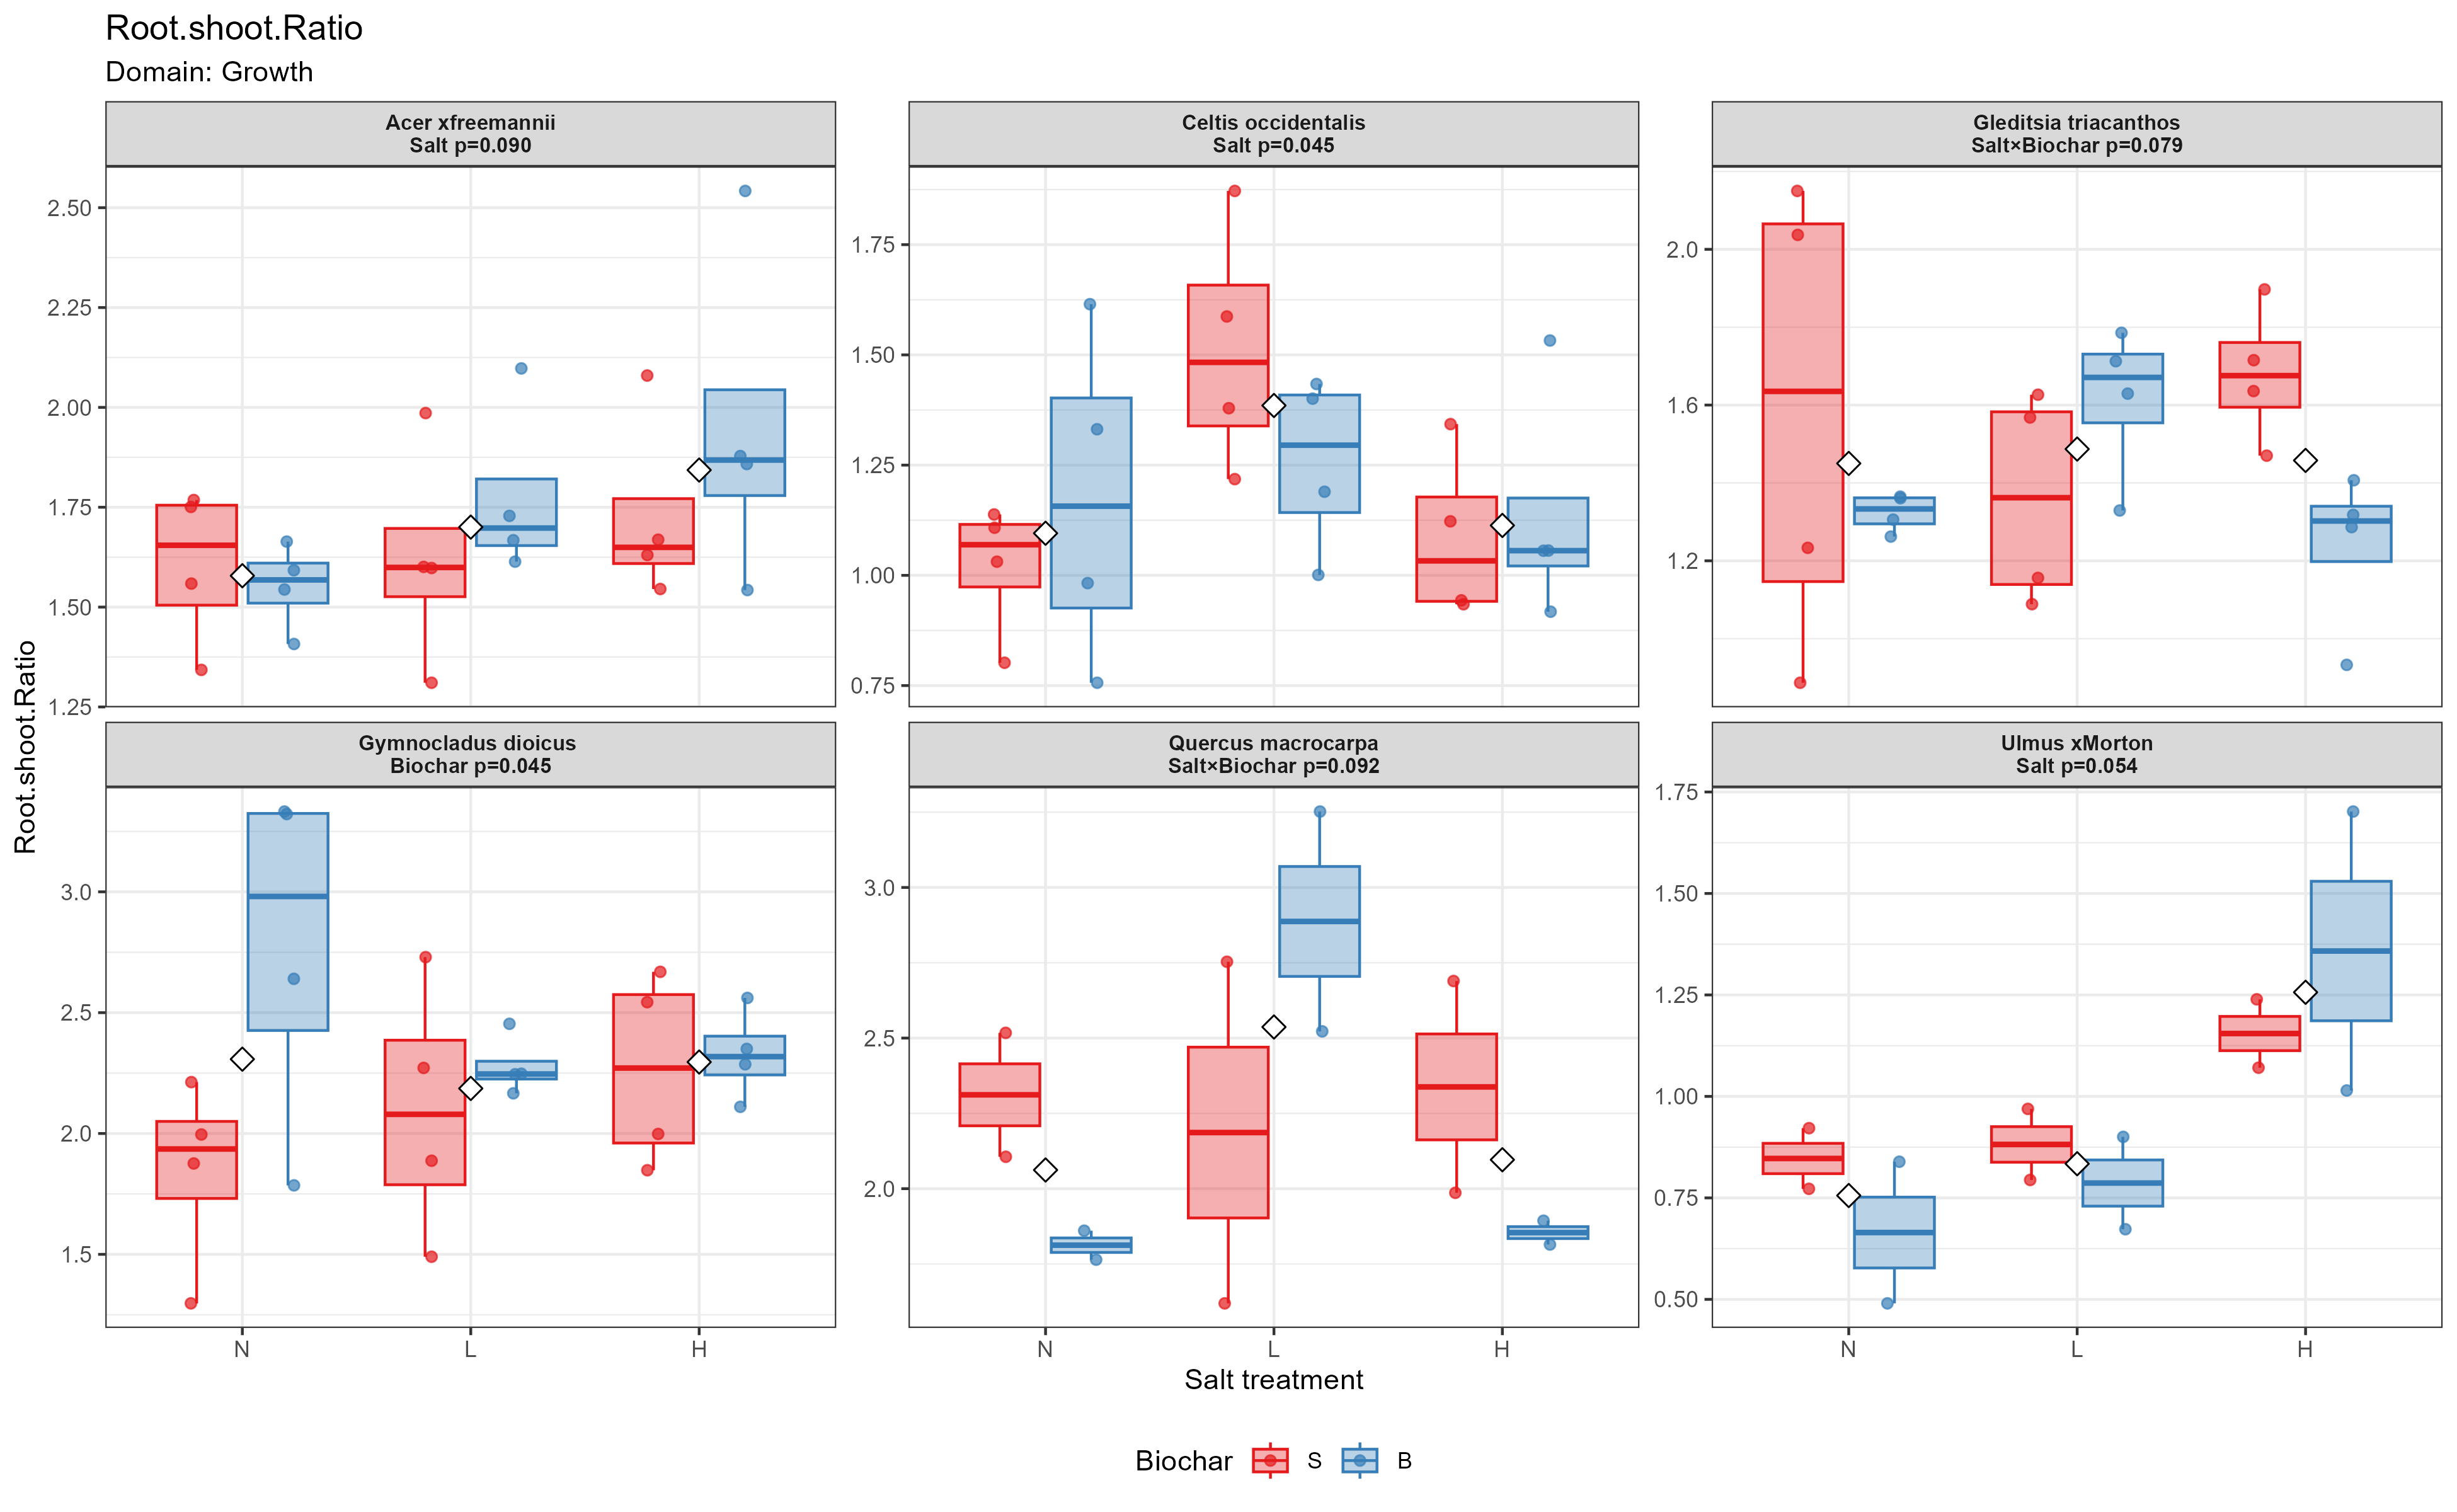 Root.shoot.Ratio
Domain: Growth
Acer xfreemannii
Salt p=0.090
Celtis occidentalis
Salt p=0.045
Gleditsia triacanthos
Salt×Biochar p=0.079
2.50
2.25
2.00
1.75
1.50
1.25
1.75
1.50
1.25
1.00
0.75
2.0
1.6
1.2
Root.shoot.Ratio
Gymnocladus dioicus
Biochar p=0.045
Quercus macrocarpa
Salt×Biochar p=0.092
Ulmus xMorton
Salt p=0.054
3.0
2.5
2.0
1.5
3.0
2.5
2.0
1.75
1.50
1.25
1.00
0.75
0.50
N L H N L H N L H
Salt treatment
Biochar S B